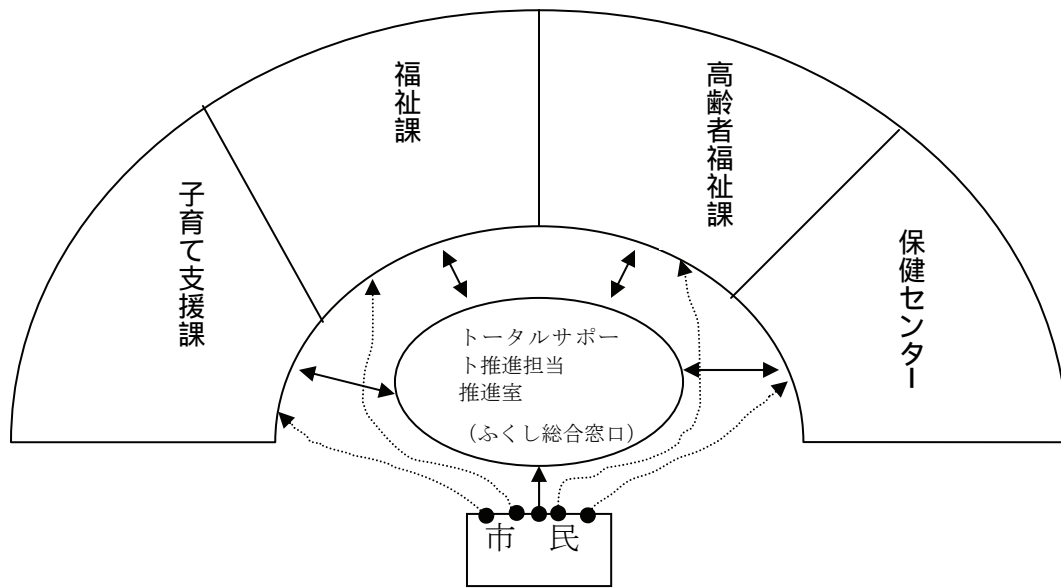 子育て支援課
福祉課
高齢者福祉課
保健センター
トータルサポー
ト推進担当
推進室
(ふくし総合窓口)
市 民